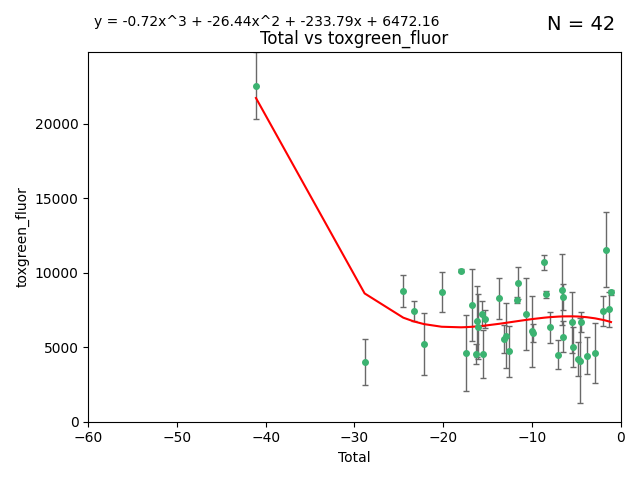 y = -0.72x^3 + -26.44x^2 + -233.79x + 6472.16
N = 42
Total vs toxgreen_fluor
20000
15000
10000
5000
0
toxgreen_fluor
−60 −50 −40 −30 −20 −10 0
Total